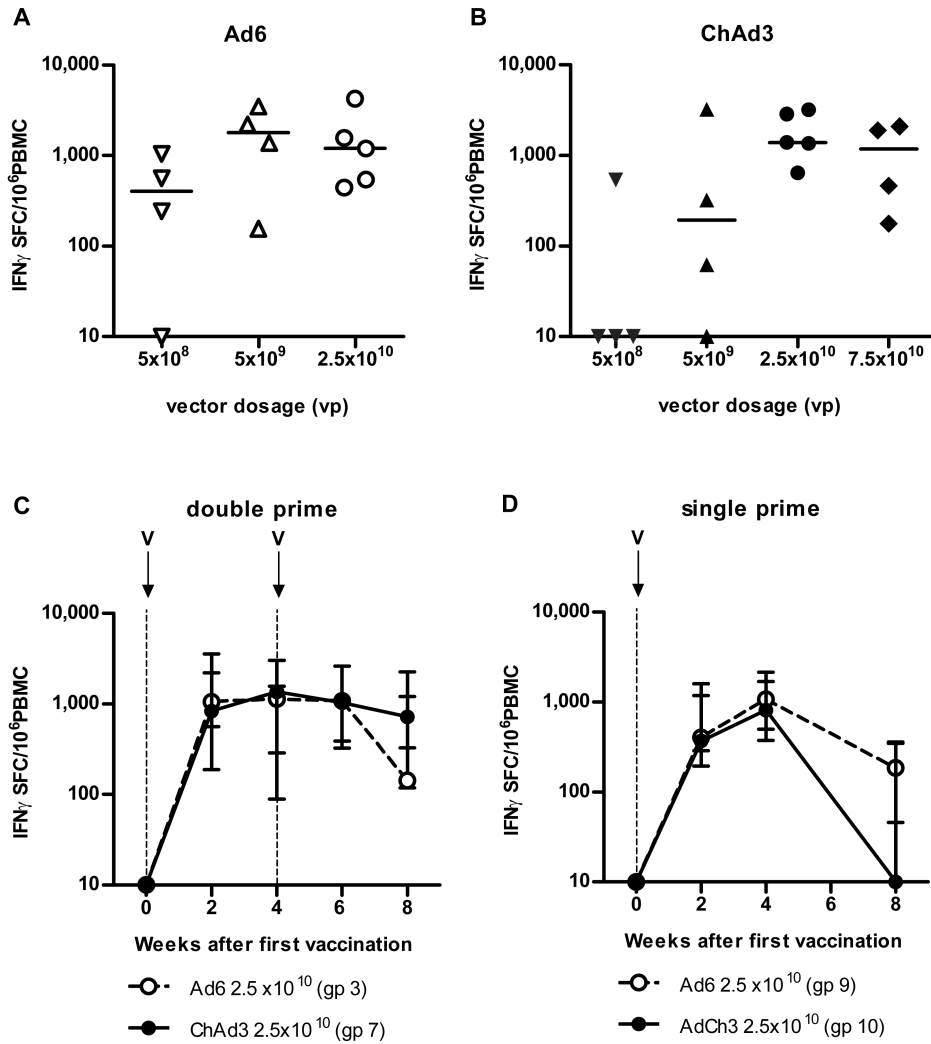 A
Ad6
IFNγ SFC/10⁶PBMC
10,000
1,000
100
10
5x10⁸ 5x10⁹ 2.5x10¹⁰
vector dosage (vp)
B
ChAd3
IFNγ SFC/10⁶PBMC
10,000
1,000
100
10
5x10⁸ 5x10⁹ 2.5x10¹⁰ 7.5x10¹⁰
vector dosage (vp)
C
double prime
V V
IFNγ SFC/10⁶PBMC
10,000
1,000
100
10
0 2 4 6 8
Weeks after first vaccination
Ad6 2.5 x10¹⁰ (gp 3)
ChAd3 2.5x10¹⁰ (gp 7)
D
single prime
V
IFNγ SFC/10⁶PBMC
10,000
1,000
100
10
0 2 4 6 8
Weeks after first vaccination
Ad6 2.5x10¹⁰ (gp 9)
AdCh3 2.5x10¹⁰ (gp 10)